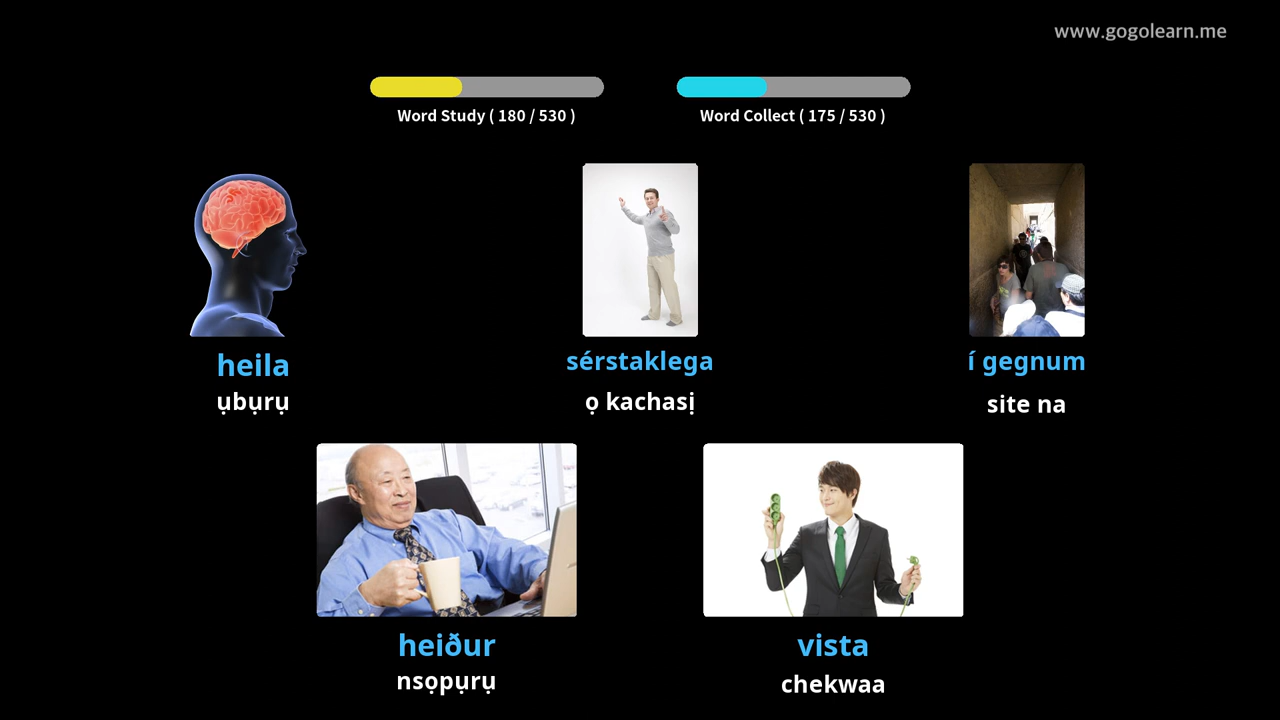 www.gogolearn.me
Word Study ( 180 / 530 )
Word Collect ( 175 / 530 )
heila
ụbụrụ
sérstaklega
ọ kachasị
í gegnum
site na
heiður
nsọpụrụ
vista
chekwaa